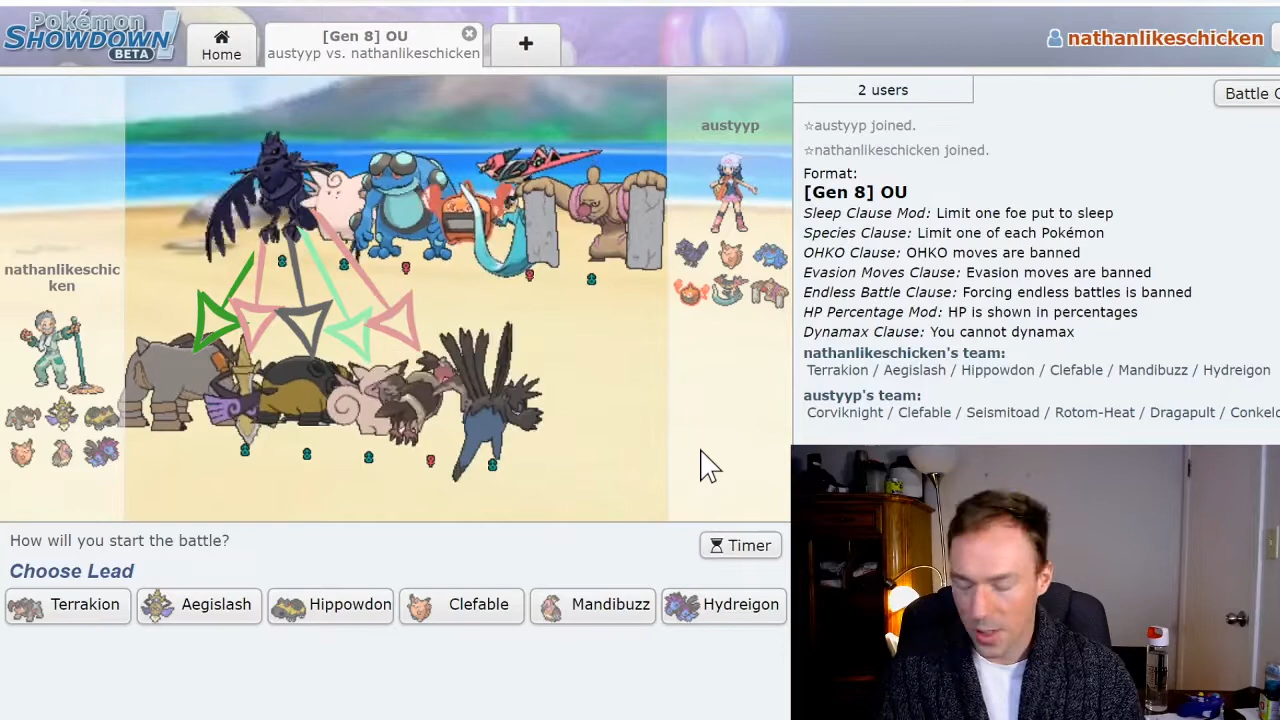 Pokémon
SHOWDOWN!
BETA
Home
[Gen 8] OU
austyyp vs. nathanlikeschicken
+
nathanlikeschicken
2 users
Battle
austyyp
nathanlikeschic
ken
☆austyyp joined.
☆nathanlikeschicken joined.
Format:
[Gen 8] OU
Sleep Clause Mod: Limit one foe put to sleep
Species Clause: Limit one of each Pokémon
OHKO Clause: OHKO moves are banned
Evasion Moves Clause: Evasion moves are banned
Endless Battle Clause: Forcing endless battles is banned
HP Percentage Mod: HP is shown in percentages
Dynamax Clause: You cannot dynamax
nathanlikeschicken's team:
Terrakion / Aegislash / Hippowdon / Clefable / Mandibuzz / Hydreigon
austyyp's team:
Corviknight / Clefable / Seismitoad / Rotom-Heat / Dragapult /
How will you start the battle?
Timer
Choose Lead
Terrakion
Aegislash
Hippowdon
Clefable
Mandibuzz
Hydreigon